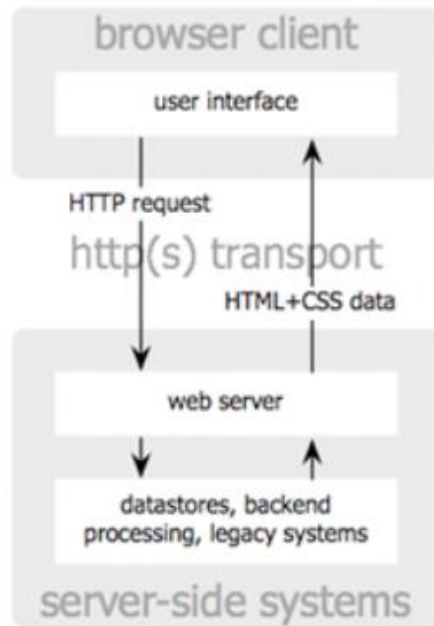 browser client
user interface
HTTP request
http(s) transport
HTML+CSS data
web server
datastores, backend
processing, legacy systems
server-side systems